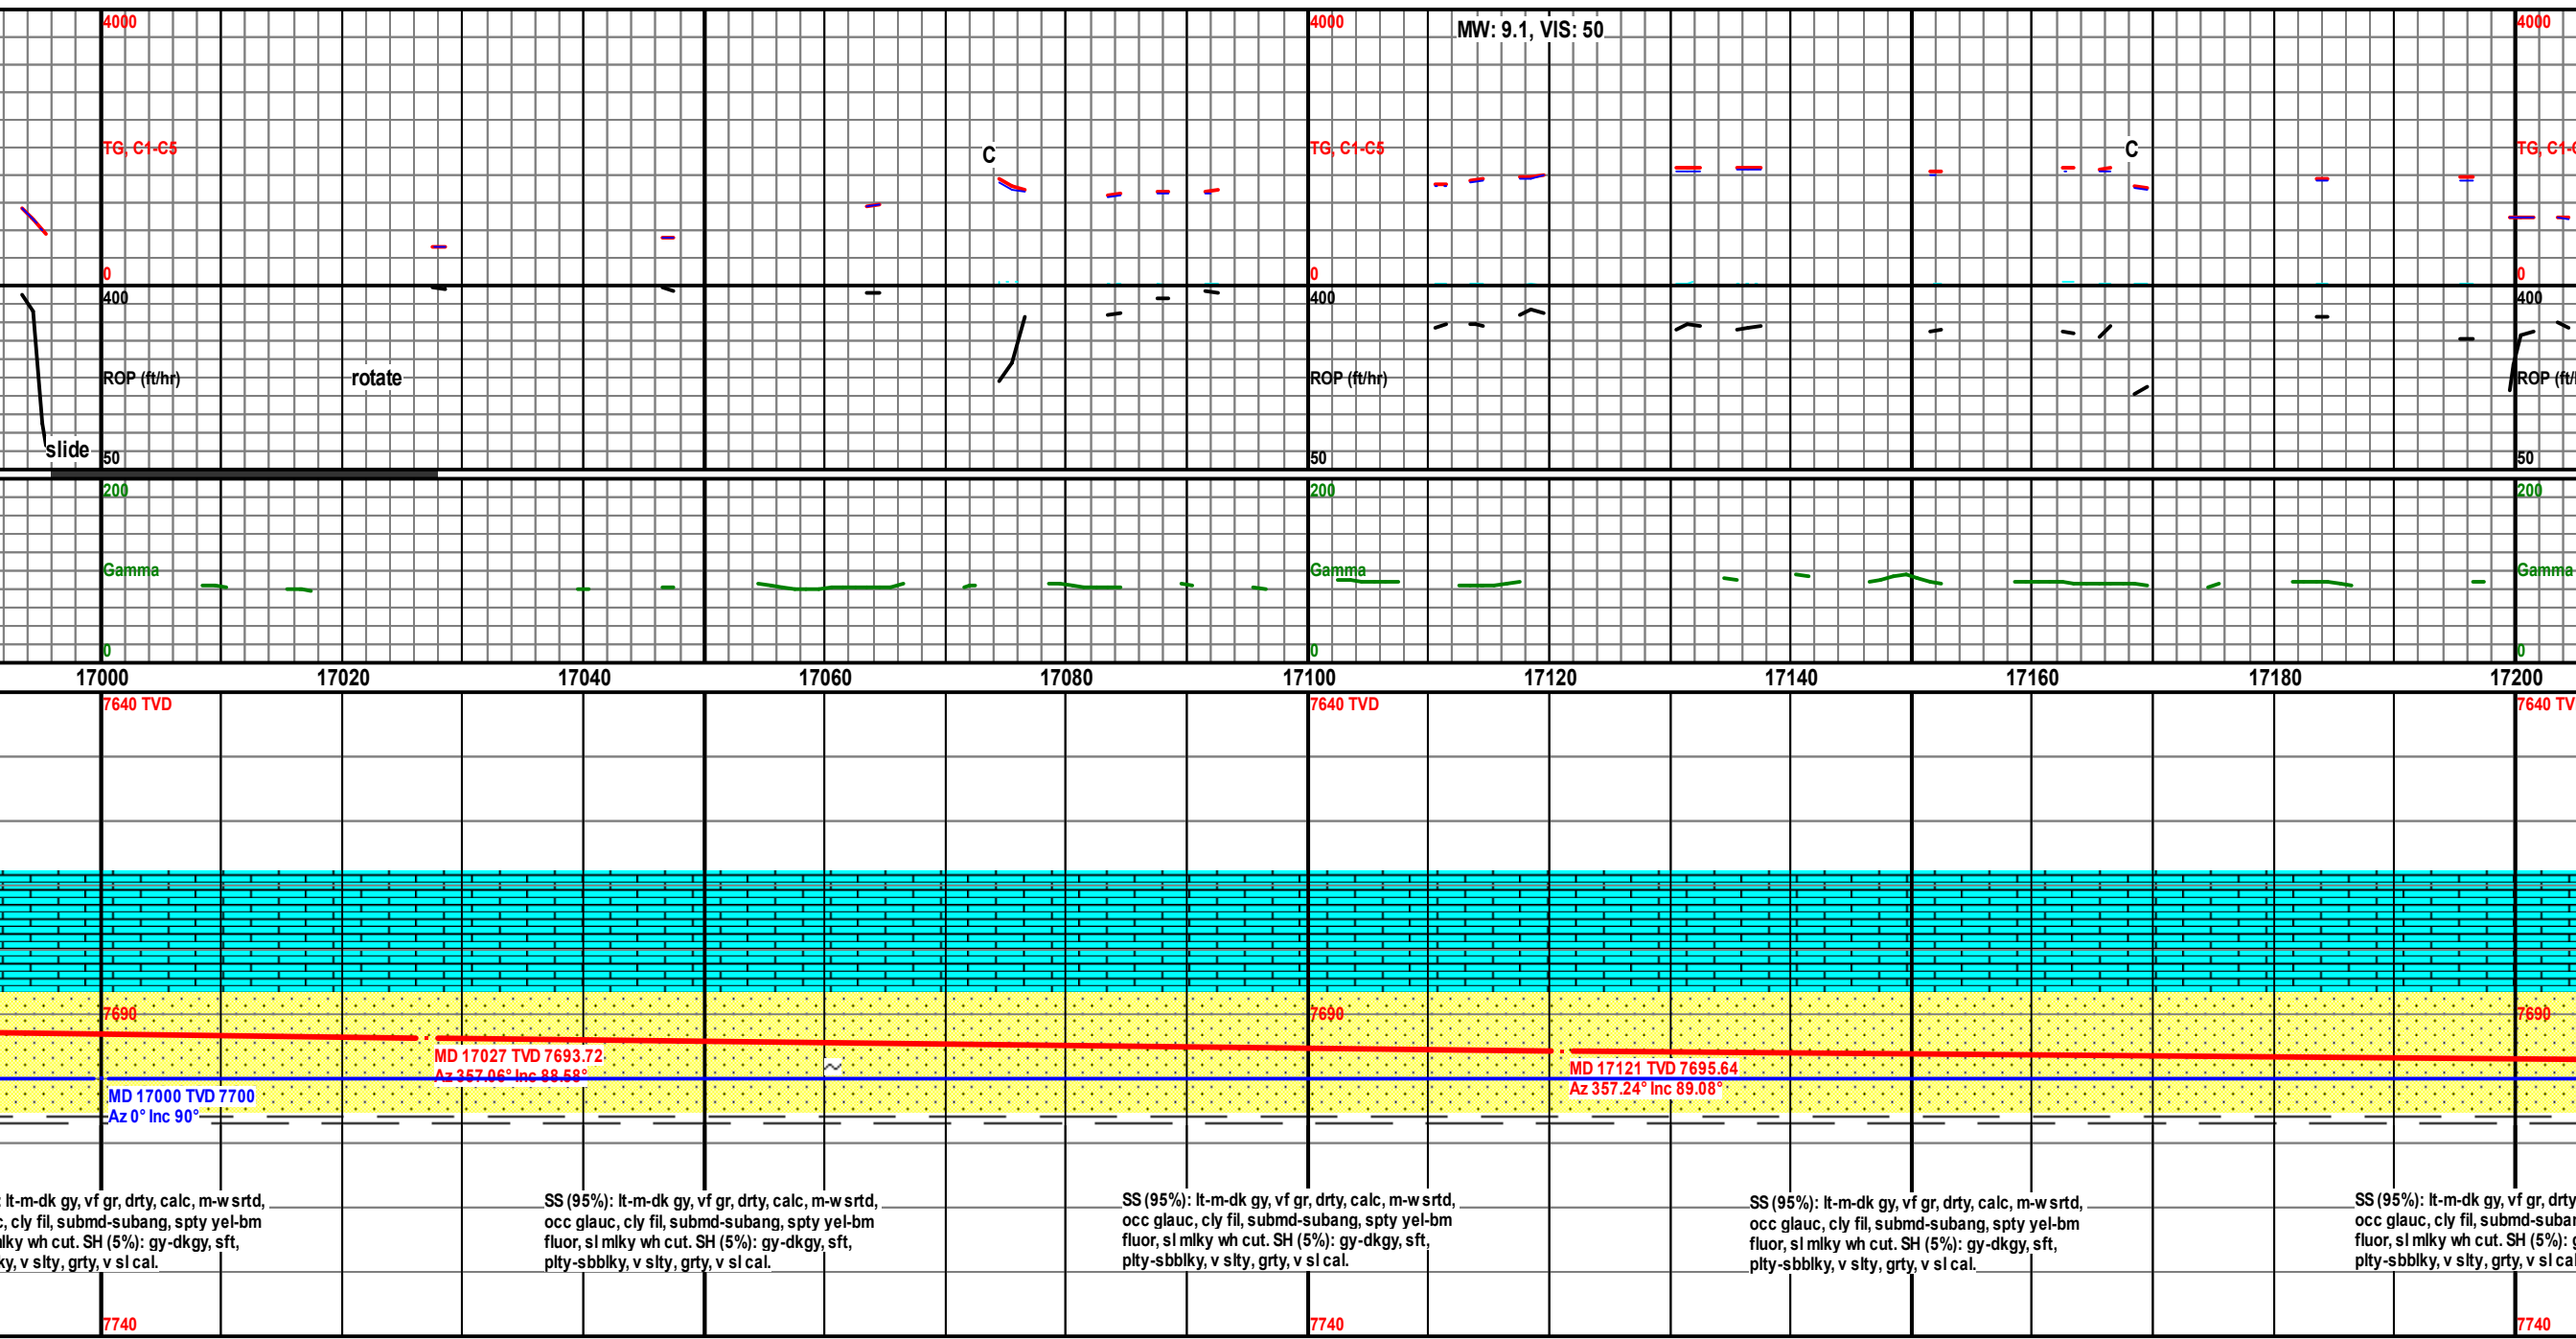 4000 4000 4000
MW: 9.1, VIS: 50
TG, C1-C5 TG, C1-C5 TG, C1-C
C C
0 0 0
400 400 400
ROP (ft/hr) rotate ROP (ft/hr) ROP (ft/
slide
50 50 50
200 200 200
Gamma Gamma Gamma
0 0 0
17000 17020 17040 17060 17080 17100 17120 17140 17160 17180 17200
7640 TVD 7640 TVD 7640 TV
7690 7690 7690
MD 17027 TVD 7693.72
Az 357.06° Inc 88.58°
MD 17121 TVD 7695.64
Az 357.24° Inc 89.08°
MD 17000 TVD 7700
Az 0° Inc 90°
: lt-m-dk gy, vf gr, drty, calc, m-w srtd,
c, cly fil, submd-subang, spty yel-brn
mlky wh cut. SH (5%): gy-dkgy, sft,
ky, v slty, grty, v sl cal.
SS (95%): lt-m-dk gy, vf gr, drty, calc, m-w srtd,
occ glauc, cly fil, submd-subang, spty yel-brn
fluor, sl mlky wh cut. SH (5%): gy-dkgy, sft,
plty-sbblky, v slty, grty, v sl cal.
SS (95%): lt-m-dk gy, vf gr, drty, calc, m-w srtd,
occ glauc, cly fil, submd-subang, spty yel-brn
fluor, sl mlky wh cut. SH (5%): gy-dkgy, sft,
plty-sbblky, v slty, grty, v sl cal.
SS (95%): lt-m-dk gy, vf gr, drty, calc, m-w srtd,
occ glauc, cly fil, submd-subang, spty yel-brn
fluor, sl mlky wh cut. SH (5%): gy-dkgy, sft,
plty-sbblky, v slty, grty, v sl cal.
SS (95%): lt-m-dk gy, vf gr, drty
occ glauc, cly fil, submd-suba
fluor, sl mlky wh cut. SH (5%): g
plty-sbblky, v slty, grty, v sl cal
7740 7740 7740